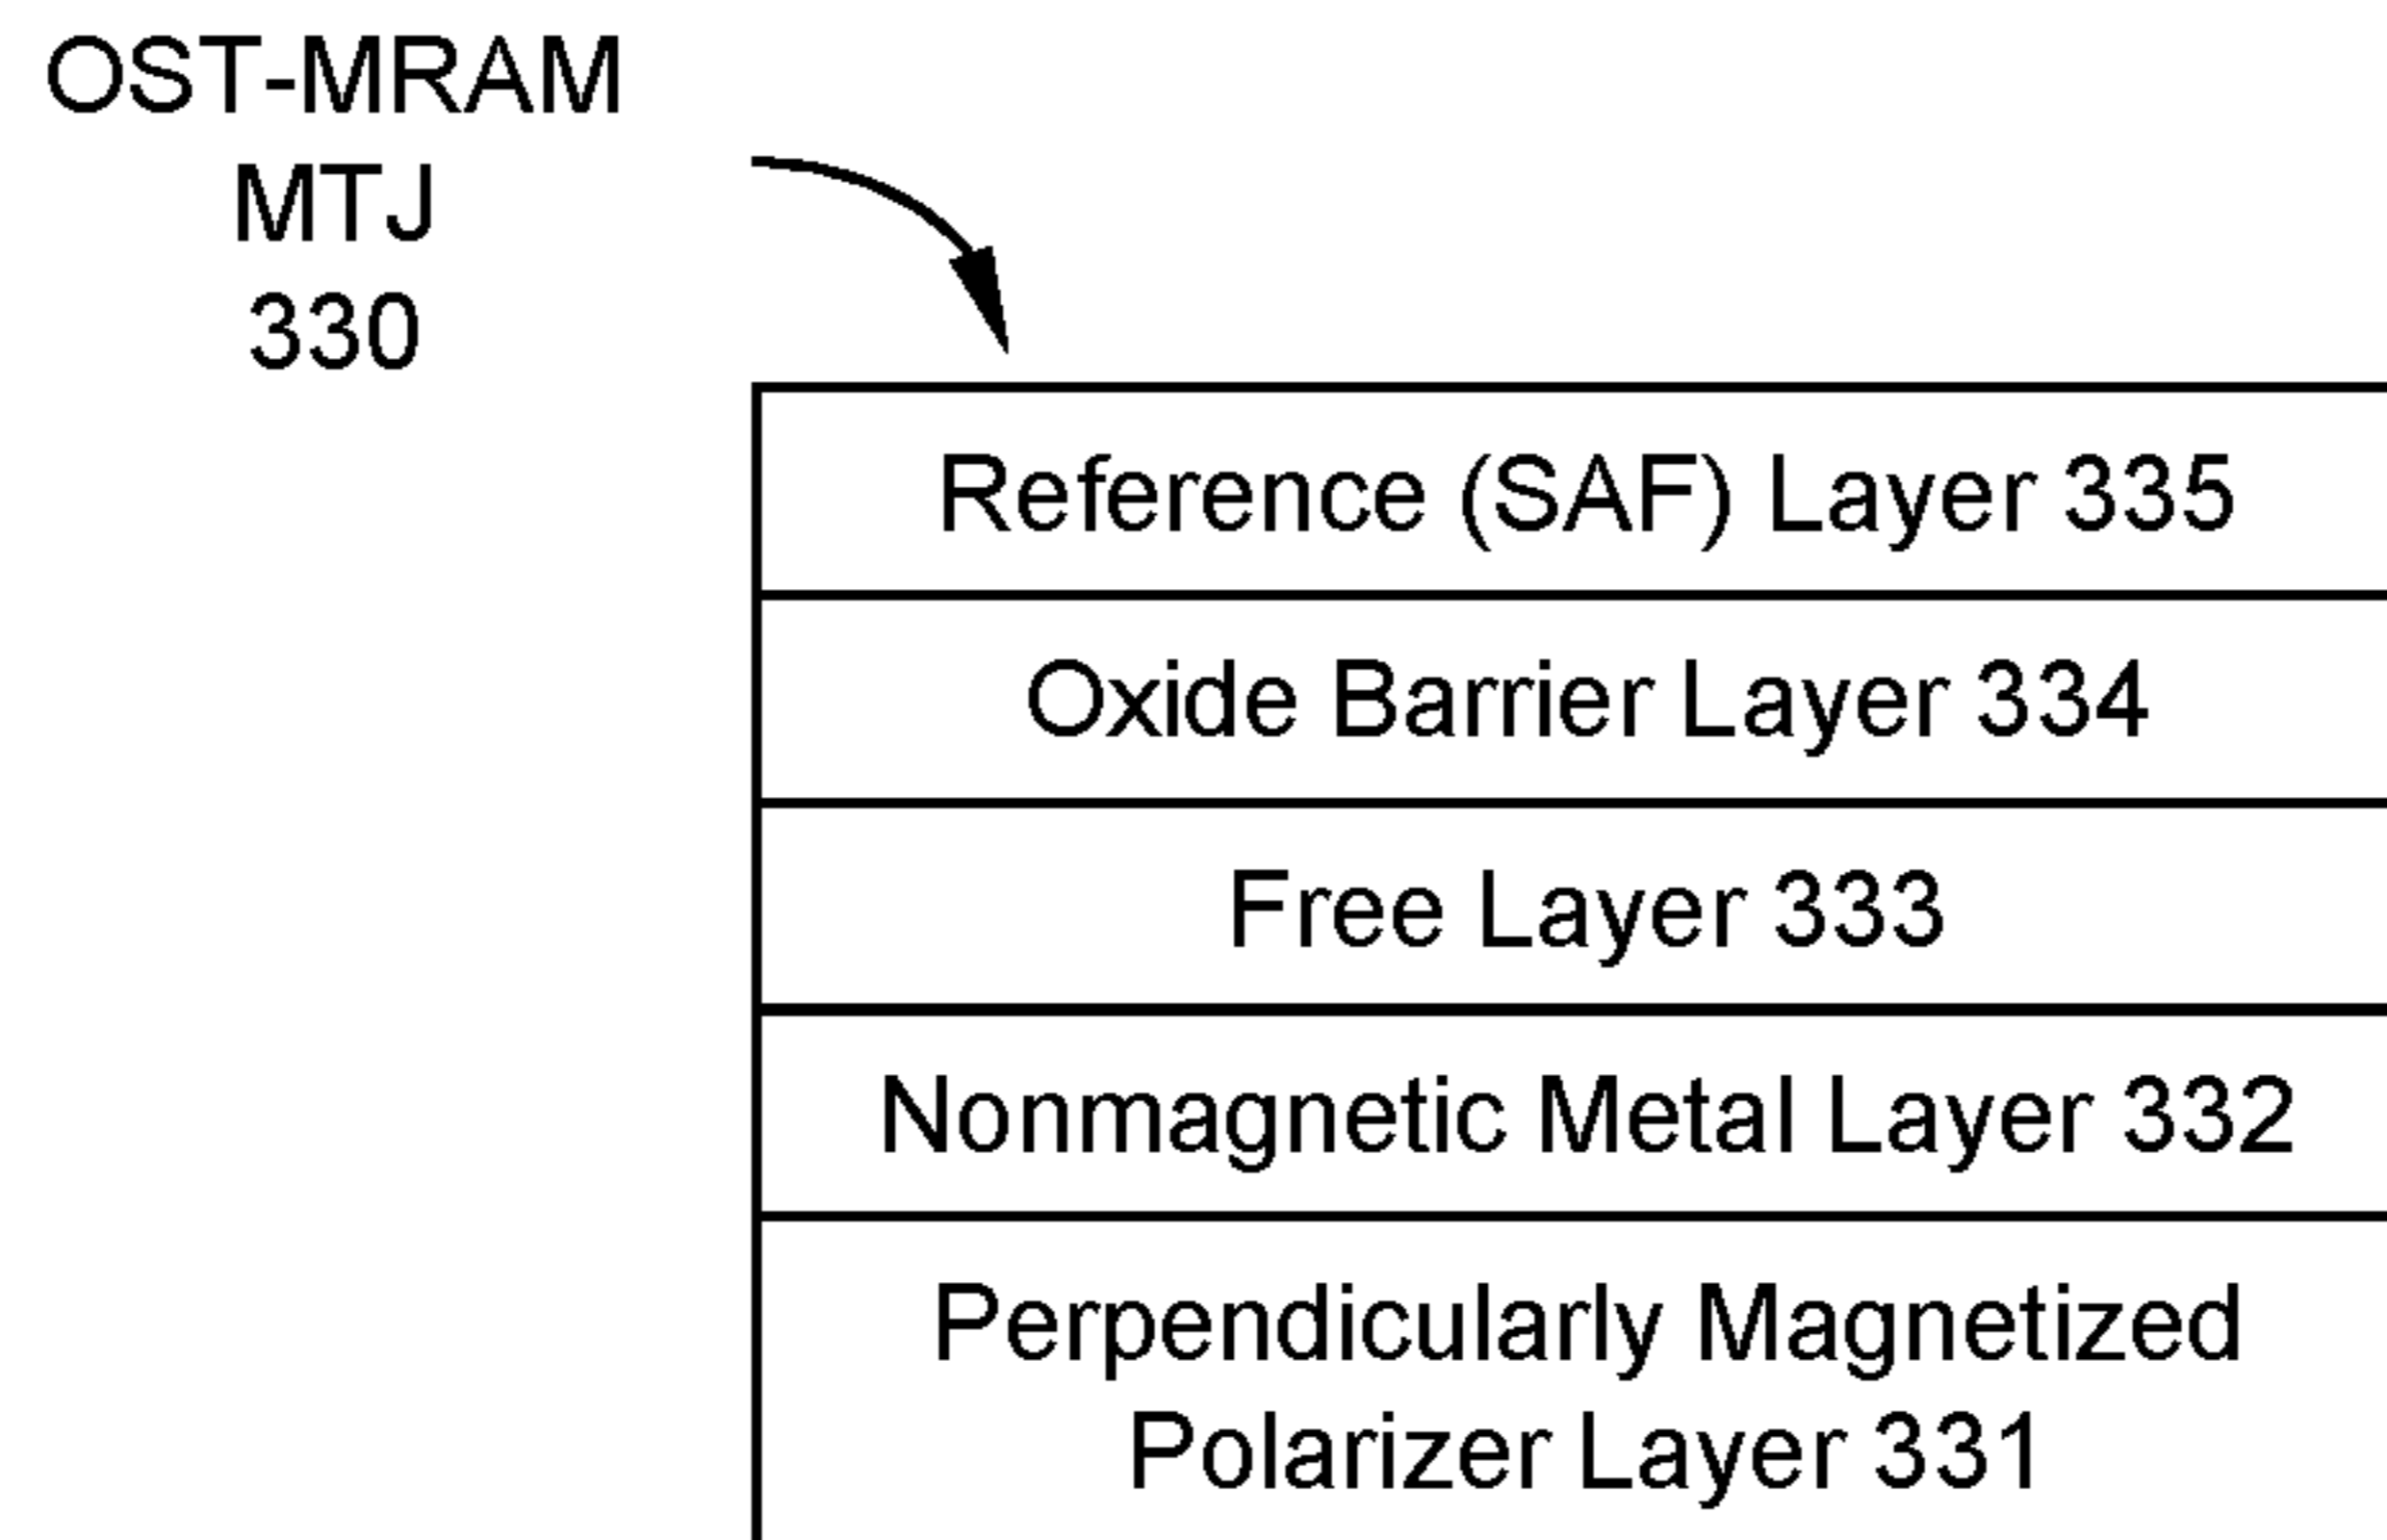 OST-MRAM
MTJ
330
Reference (SAF) Layer 335
Oxide Barrier Layer 334
Free Layer 333
Nonmagnetic Metal Layer 332
Perpendicularly Magnetized
Polarizer Layer 331